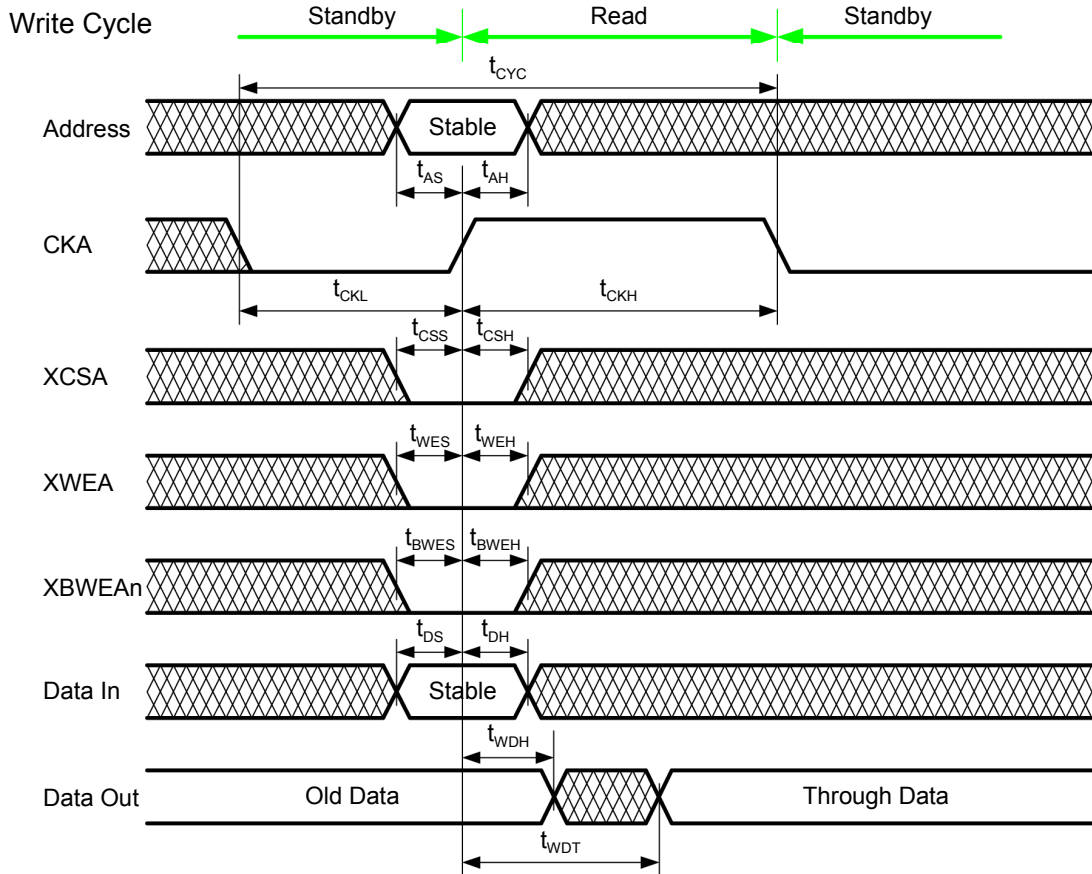 Write Cycle
Standby Read Standby
tCYC
Address Stable
tAS tAH
CKA
tCKL tCKH
tCSS tCSH
XCSA
tWES tWEH
XWEA
tBWES tBWEH
XBWEAn
tDS tDH
Data In Stable
tWDH
Data Out Old Data Through Data
tWDT